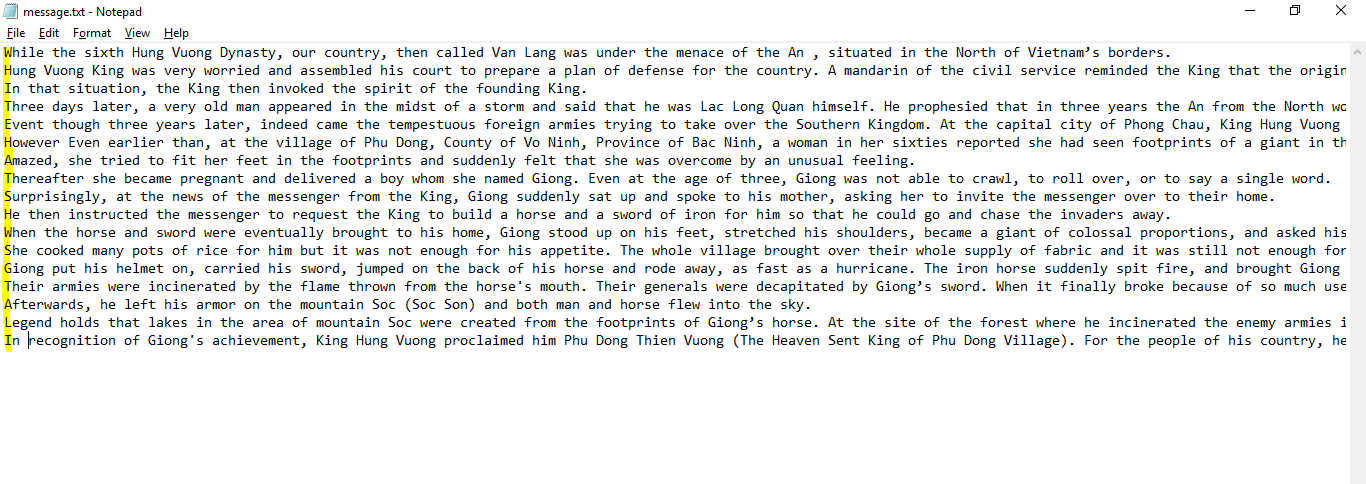 message.txt - Notepad
File Edit Format View Help
While the sixth Hung Vuong Dynasty, our country, then called Van Lang was under the menace of the An , situated in the North of Vietnam’s borders.
Hung Vuong King was very worried and assembled his court to prepare a plan of defense for the country. A mandarin of the civil service reminded the King that the origin
In that situation, the King then invoked the spirit of the founding King.
Three days later, a very old man appeared in the midst of a storm and said that he was Lac Long Quan himself. He prophesied that in three years the An from the North wo
Event though three years later, indeed came the tempestuous foreign armies trying to take over the Southern Kingdom. At the capital city of Phong Chau, King Hung Vuong
However Even earlier than, at the village of Phu Dong, County of Vo Ninh, Province of Bac Ninh, a woman in her sixties reported she had seen footprints of a giant in th
Amazed, she tried to fit her feet in the footprints and suddenly felt that she was overcome by an unusual feeling.
Thereafter she became pregnant and delivered a boy whom she named Giong. Even at the age of three, Giong was not able to crawl, to roll over, or to say a single word.
Surprisingly, at the news of the messenger from the King, Giong suddenly sat up and spoke to his mother, asking her to invite the messenger over to their home.
He then instructed the messenger to request the King to build a horse and a sword of iron for him so that he could go and chase the invaders away.
When the horse and sword were eventually brought to his home, Giong stood up on his feet, stretched his shoulders, became a giant of colossal proportions, and asked his
She cooked many pots of rice for him but it was not enough for his appetite. The whole village brought over their whole supply of fabric and it was still not enough for
Giong put his helmet on, carried his sword, jumped on the back of his horse and rode away, as fast as a hurricane. The iron horse suddenly spit fire, and brought Giong
Their armies were incinerated by the flame thrown from the horse's mouth. Their generals were decapitated by Giong’s sword. When it finally broke because of so much use
Afterwards, he left his armor on the mountain Soc (Soc Son) and both man and horse flew into the sky.
Legend holds that lakes in the area of mountain Soc were created from the footprints of Giong’s horse. At the site of the forest where he incinerated the enemy armies i
In recognition of Giong's achievement, King Hung Vuong proclaimed him Phu Dong Thien Vuong (The Heaven Sent King of Phu Dong Village). For the people of his country, he